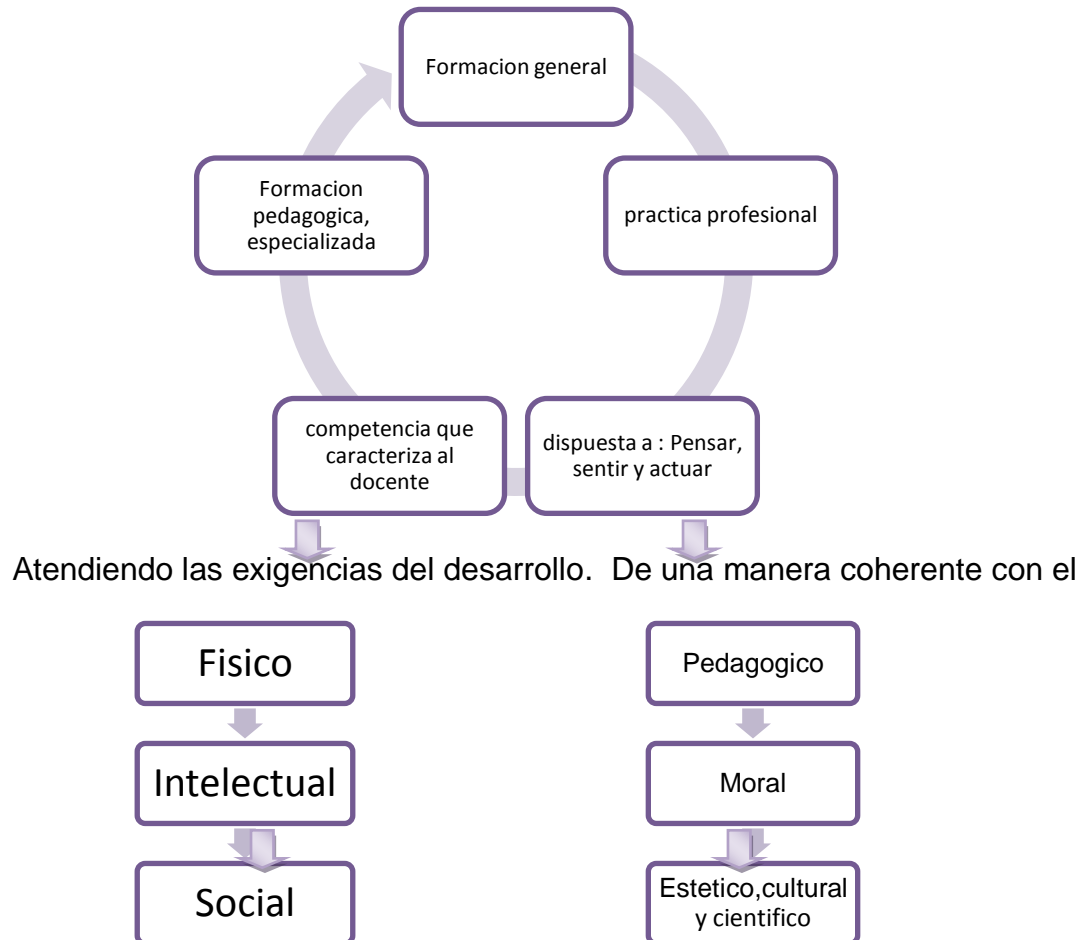 Formacion general
Formacion
pedagogica,
especializada
practica profesional
competencia que
caracteriza al
docente
dispuesta a : Pensar,
sentir y actuar
Atendiendo las exigencias del desarrollo.  De una manera coherente con el
Fisico
Intelectual
Social
Pedagogico
Moral
Estetico,cultural
y cientifico